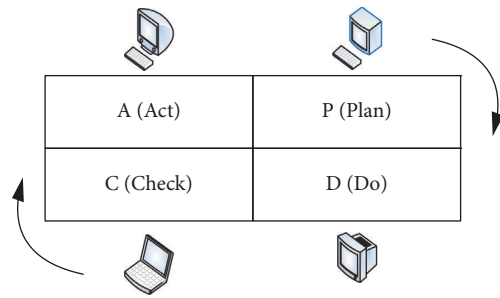 A (Act)
P (Plan)
C (Check)
D (Do)